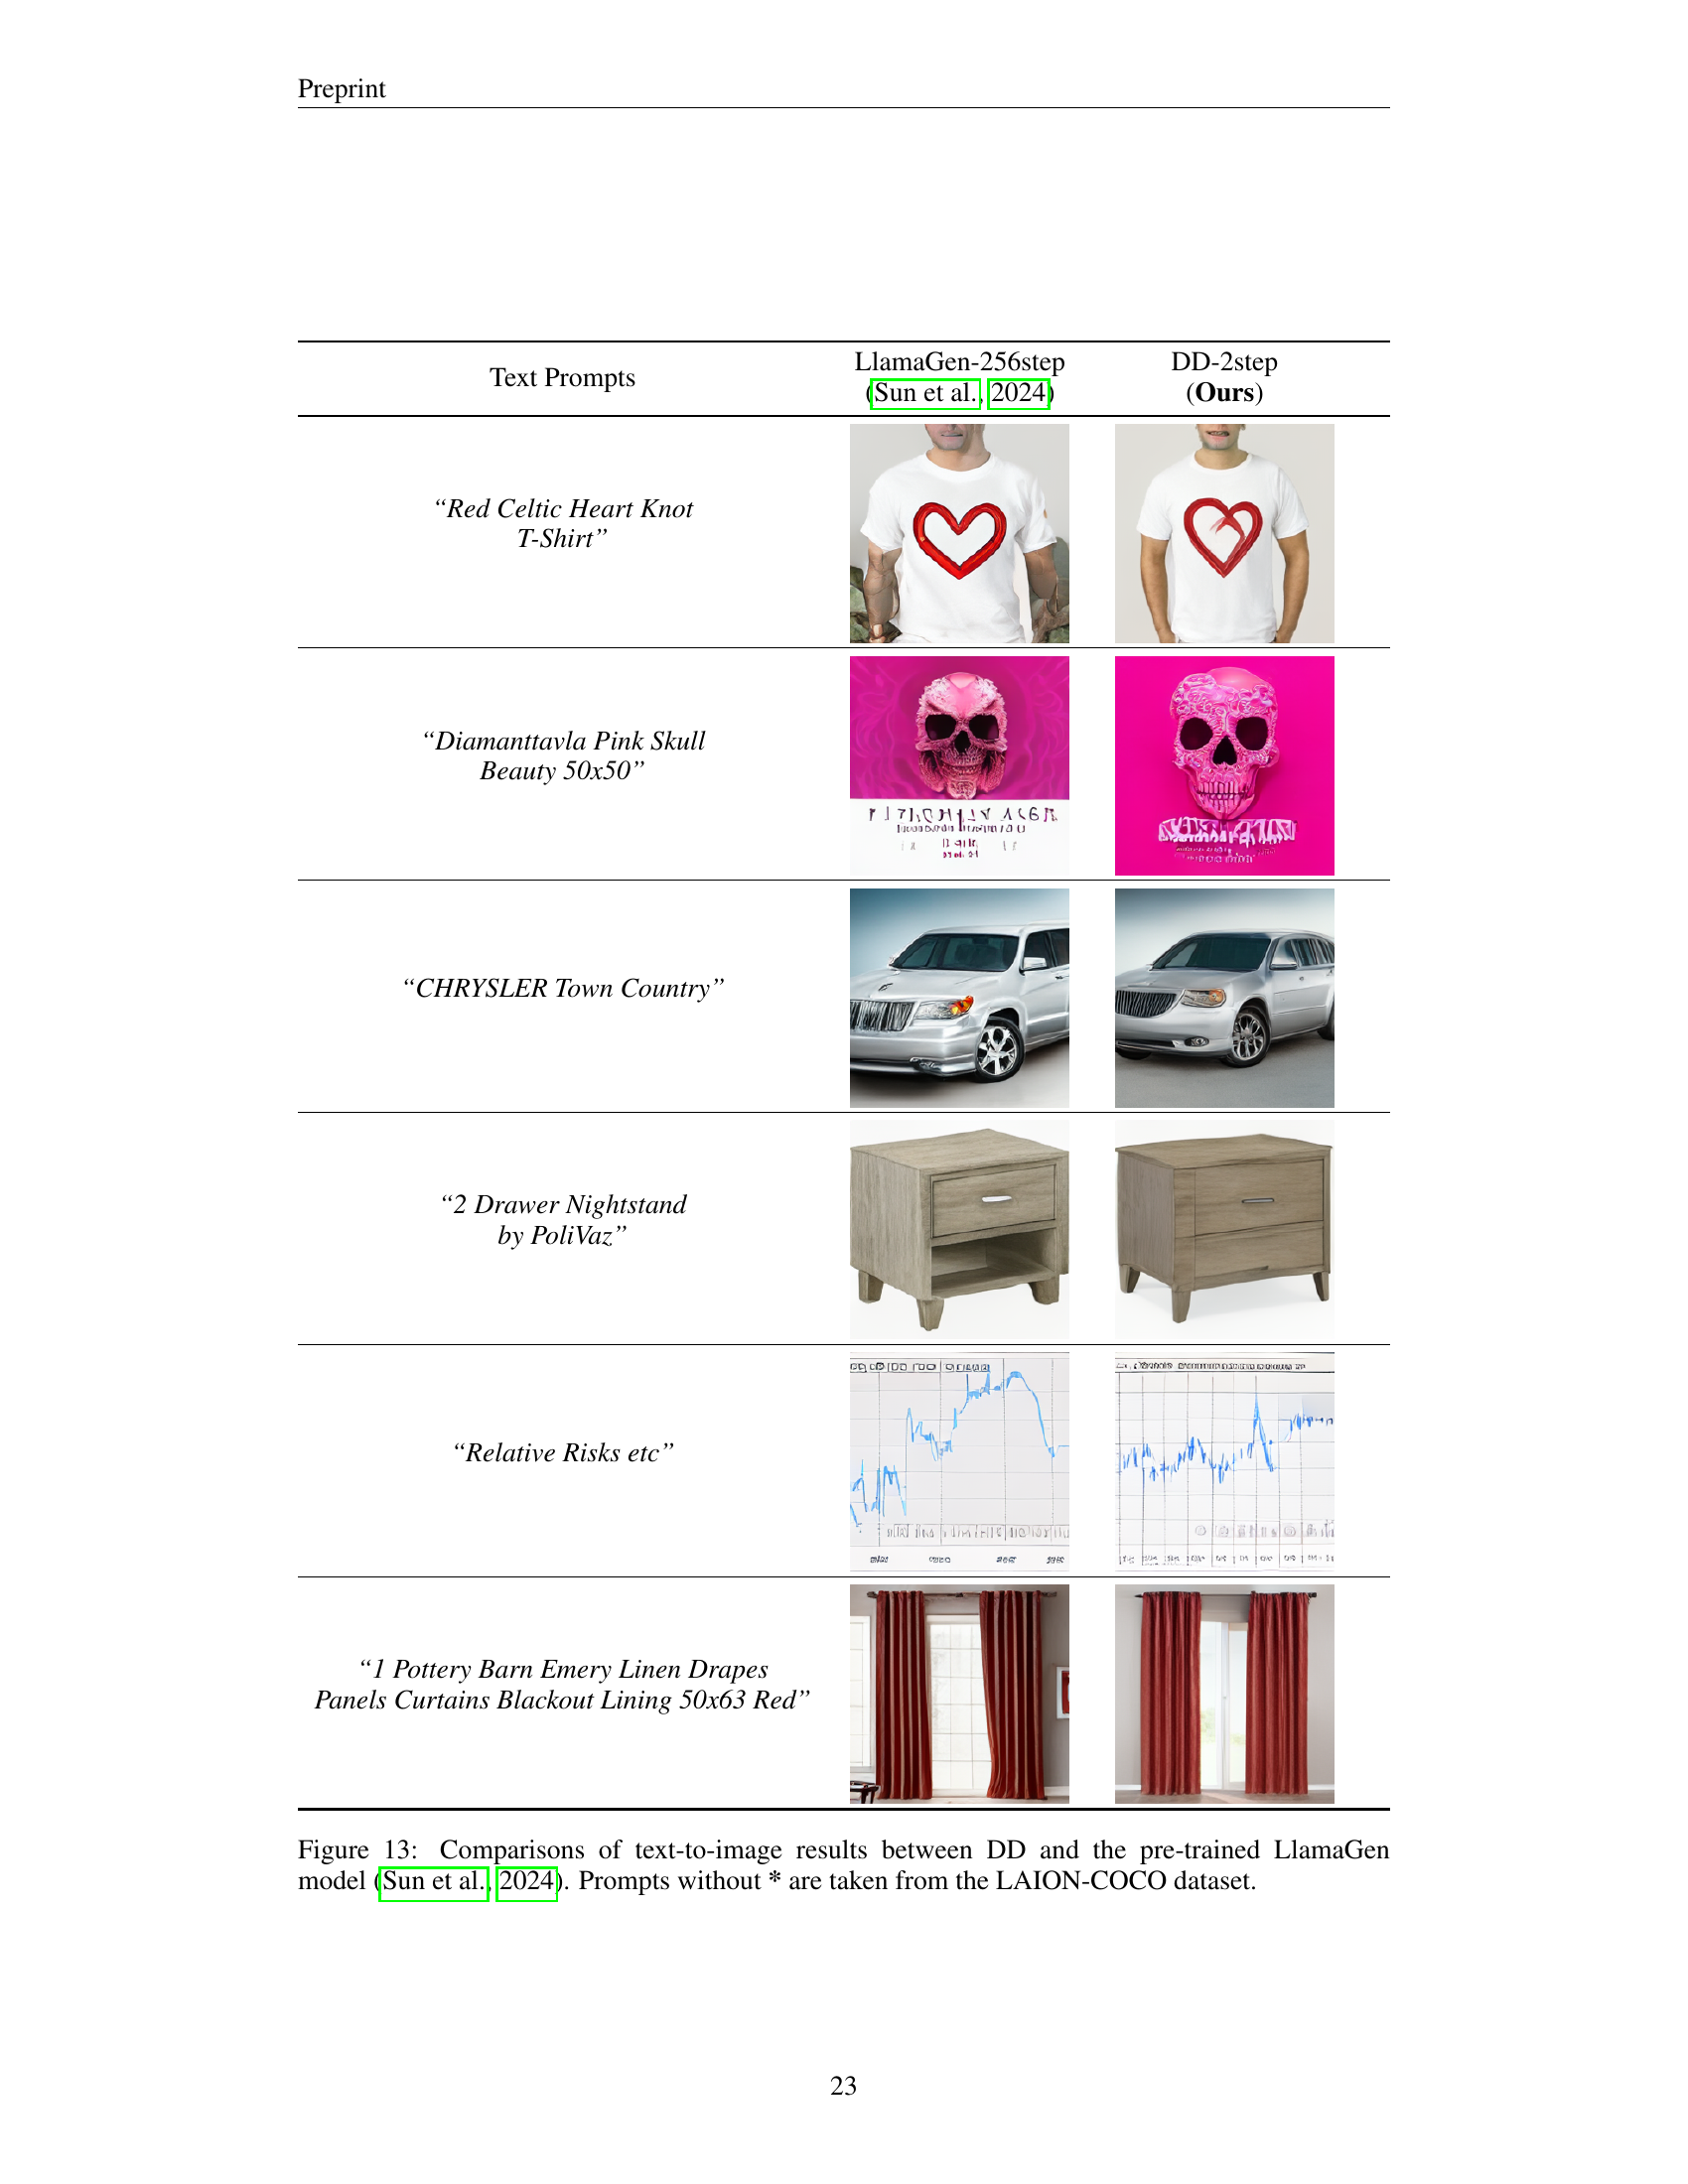 Preprint
Text Prompts
LlamaGen-256step
(Sun et al., 2024)
DD-2step
(Ours)
“Red Celtic Heart Knot
T-Shirt”
“Diamanttavla Pink Skull
Beauty 50x50”
“CHRYSLER Town Country”
“2 Drawer Nightstand
by PoliVaz”
“Relative Risks etc”
“1 Pottery Barn Emery Linen Drapes
Panels Curtains Blackout Lining 50x63 Red”
Figure 13: Comparisons of text-to-image results between DD and the pre-trained LlamaGen
model (Sun et al., 2024). Prompts without * are taken from the LAION-COCO dataset.
23